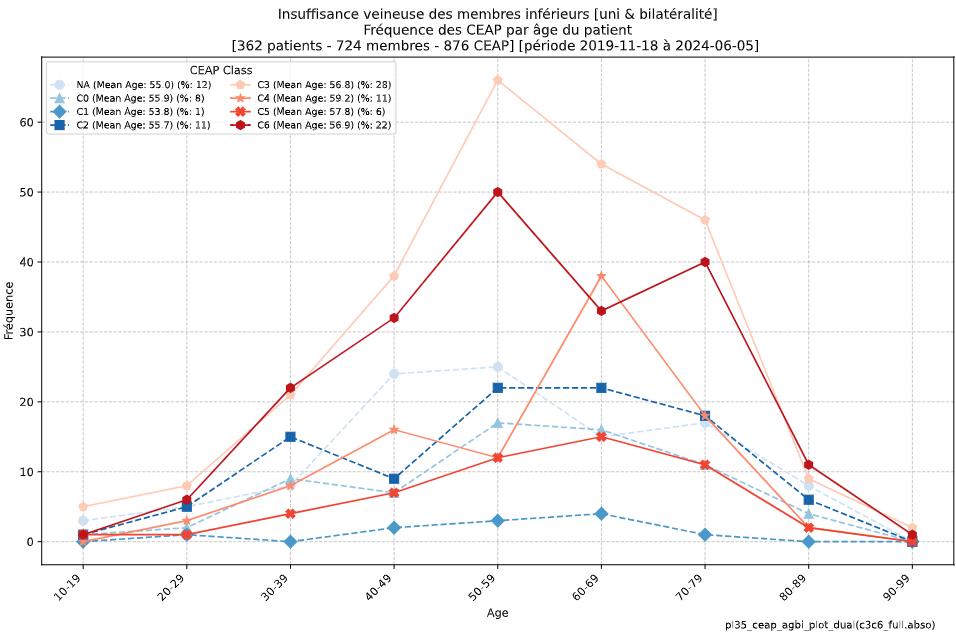 Insuffisance veineuse des membres inférieurs [uni & bilatéralité]
Fréquence des CEAP par âge du patient
[362 patients - 724 membres - 876 CEAP] [période 2019-11-18 à 2024-06-05]
CEAP Class
NA (Mean Age: 55.0) (%: 12)
C0 (Mean Age: 55.9) (%: 8)
C1 (Mean Age: 53.8) (%: 1)
C2 (Mean Age: 55.7) (%: 11)
C3 (Mean Age: 56.8) (%: 28)
C4 (Mean Age: 59.2) (%: 11)
C5 (Mean Age: 57.8) (%: 6)
C6 (Mean Age: 56.9) (%: 22)
Fréquence
60
50
40
30
20
10
0
10-19
20-29
30-39
40-49
50-59
60-69
70-79
80-89
90-99
Age
pl35_ceap_agbi_plot_dual(c3c6_full.abso)